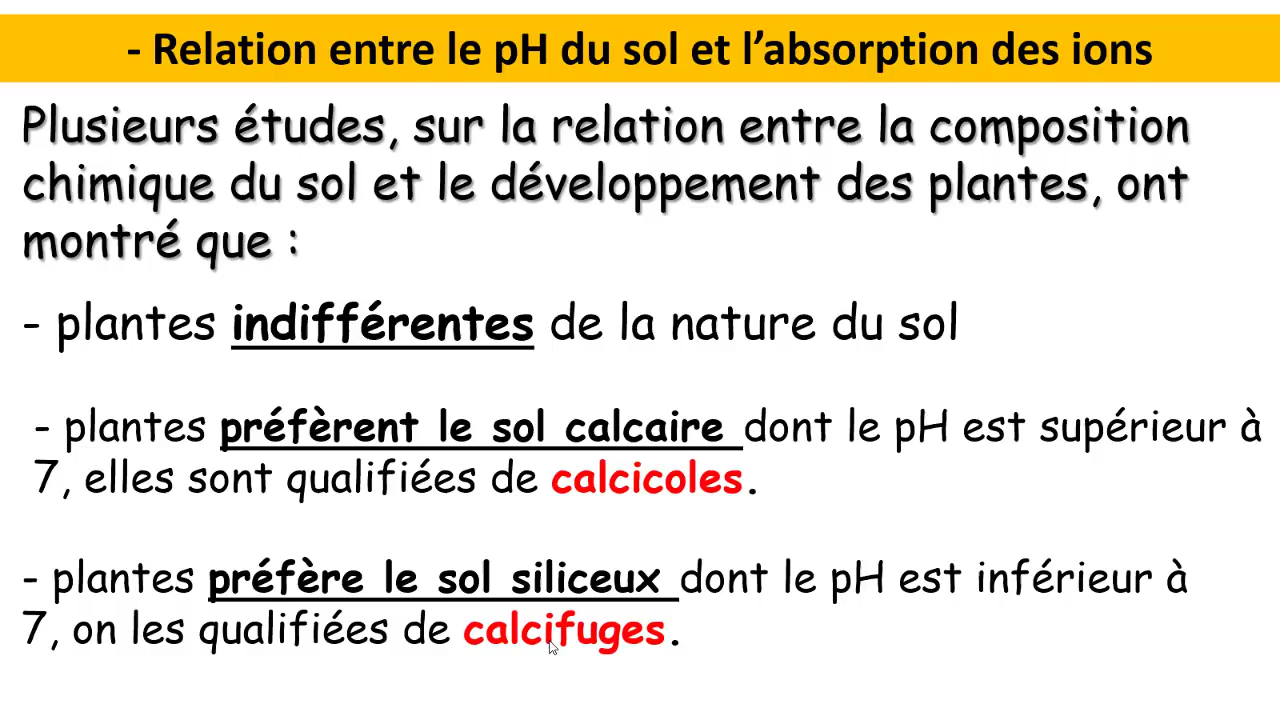 - Relation entre le pH du sol et l’absorption des ions
Plusieurs études, sur la relation entre la composition
chimique du sol et le développement des plantes, ont
montré que :
- plantes indifférentes de la nature du sol
- plantes préfèrent le sol calcaire dont le pH est supérieur à
7, elles sont qualifiées de calcicoles.
- plantes préfère le sol siliceux dont le pH est inférieur à
7, on les qualifiées de calcifuges.